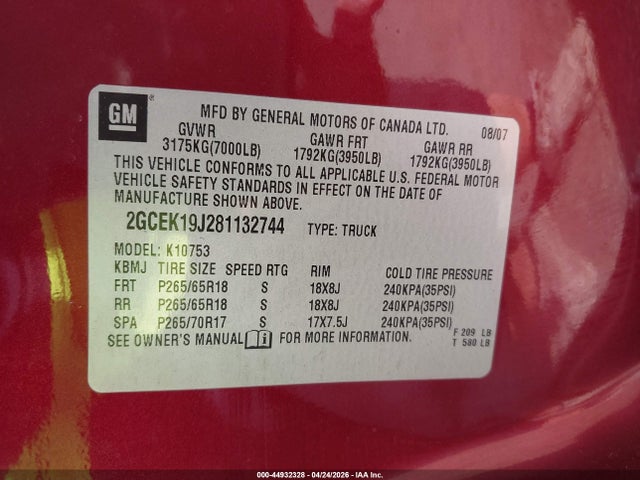 GM ®
MFD BY GENERAL MOTORS OF CANADA LTD. 08/07
GVWR GAWR FRT GAWR RR
3175KG(7000LB) 1792KG(3950LB) 1792KG(3950LB)
THIS VEHICLE CONFORMS TO ALL APPLICABLE U.S. FEDERAL MOTOR
VEHICLE SAFETY STANDARDS IN EFFECT ON THE DATE OF
MANUFACTURE SHOWN ABOVE.
2GCEK19J281132744 TYPE: TRUCK
MODEL: K10753
KBMJ TIRE SIZE SPEED RTG RIM COLD TIRE PRESSURE
FRT P265/65R18 S 18X8J 240KPA(35PSI)
RR P265/65R18 S 18X8J 240KPA(35PSI)
SPA P265/70R17 S 17X7.5J 240KPA(35PSI)
SEE OWNER'S MANUAL i FOR MORE INFORMATION.
F 209 LB
T 580 LB
000-44932328 - 04/24/2026 - IAA Inc.